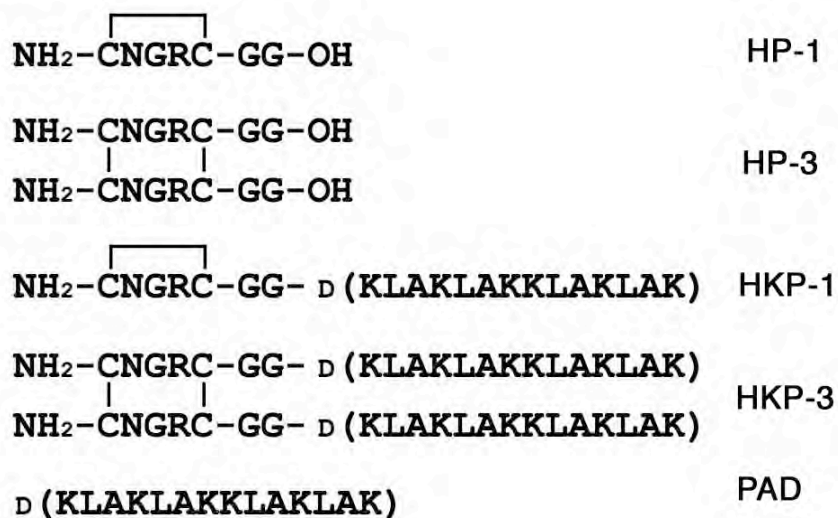 NH2-CNGRC-GG-OH HP-1
NH2-CNGRC-GG-OH
HP-3
NH2-CNGRC-GG-OH
NH2-CNGRC-GG- D(KLAKLAKKLAKLAK) HKP-1
NH2-CNGRC-GG- D(KLAKLAKKLAKLAK)
HKP-3
NH2-CNGRC-GG- D(KLAKLAKKLAKLAK)
D(KLAKLAKKLAKLAK) PAD